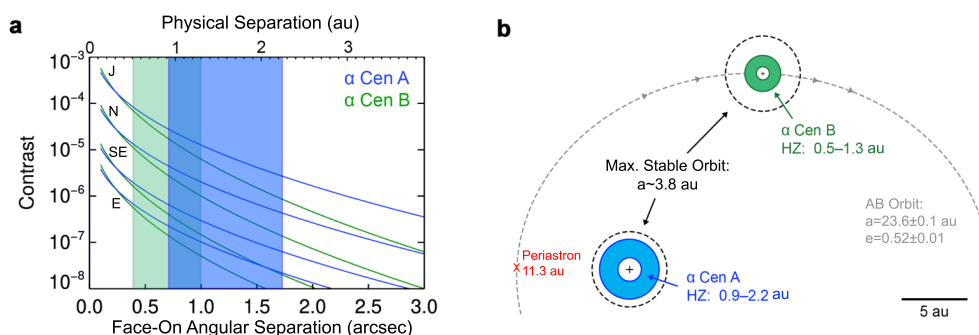 a
Physical Separation (au)
0 1 2 3
10⁻³
10⁻⁴
10⁻⁵
10⁻⁶
10⁻⁷
10⁻⁸
Contrast
J
N
SE
E
α Cen A
α Cen B
0.0 0.5 1.0 1.5 2.0 2.5 3.0
Face-On Angular Separation (arcsec)
b
α Cen B
HZ: 0.5–1.3 au
Max. Stable Orbit:
a~3.8 au
AB Orbit:
a=23.6±0.1 au
e=0.52±0.01
Periastron
x 11.3 au
α Cen A
HZ: 0.9–2.2 au
5 au